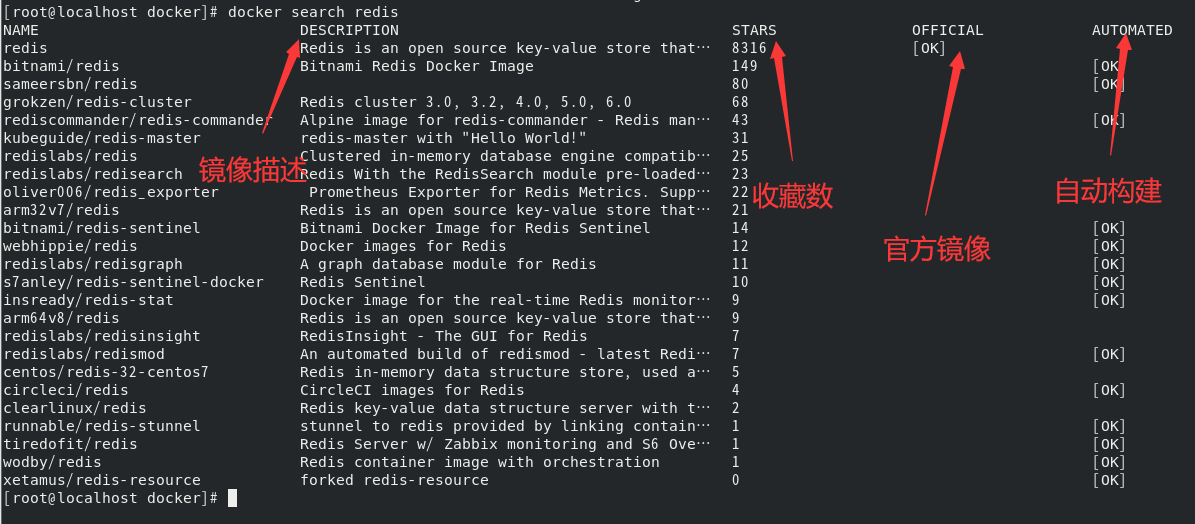 [root@localhost docker]# docker search redis
NAME DESCRIPTION STARS OFFICIAL AUTOMATED
redis Redis is an open source key-value store that… 8316 [OK]
bitnami/redis Bitnami Redis Docker Image 149 [OK]
sameersbn/redis 80 [OK]
grokzen/redis-cluster Redis cluster 3.0, 3.2, 4.0, 5.0, 6.0 68
rediscommander/redis-commander Alpine image for redis-commander - Redis man… 43 [OK]
kubeguide/redis-master redis-master with "Hello World!" 31
redislabs/redis Clustered in-memory database engine compatib… 25
镜像描述
redislabs/redisearch Redis With the RedisSearch module pre-loaded… 23
oliver006/redis_exporter Prometheus Exporter for Redis Metrics. Supp… 22
收藏数
自动构建
arm32v7/redis Redis is an open source key-value store that… 21
bitnami/redis-sentinel Bitnami Docker Image for Redis Sentinel 14 [OK]
webhippie/redis Docker images for Redis 12 [OK]
官方镜像
redislabs/redisgraph A graph database module for Redis 11 [OK]
s7anley/redis-sentinel-docker Redis Sentinel 10 [OK]
insready/redis-stat Docker image for the real-time Redis monitor… 9 [OK]
arm64v8/redis Redis is an open source key-value store that… 9
redislabs/redisinsight RedisInsight - The GUI for Redis 7
redislabs/redismod An automated build of redismod - latest Redi… 7 [OK]
centos/redis-32-centos7 Redis in-memory data structure store, used a… 5
circleci/redis CircleCI images for Redis 4 [OK]
clearlinux/redis Redis key-value data structure server with t… 2
runnable/redis-stunnel stunnel to redis provided by linking contain… 1 [OK]
tiredofit/redis Redis Server w/ Zabbix monitoring and S6 Ove… 1 [OK]
wodby/redis Redis container image with orchestration 1 [OK]
xetamus/redis-resource forked redis-resource 0 [OK]
[root@localhost docker]#